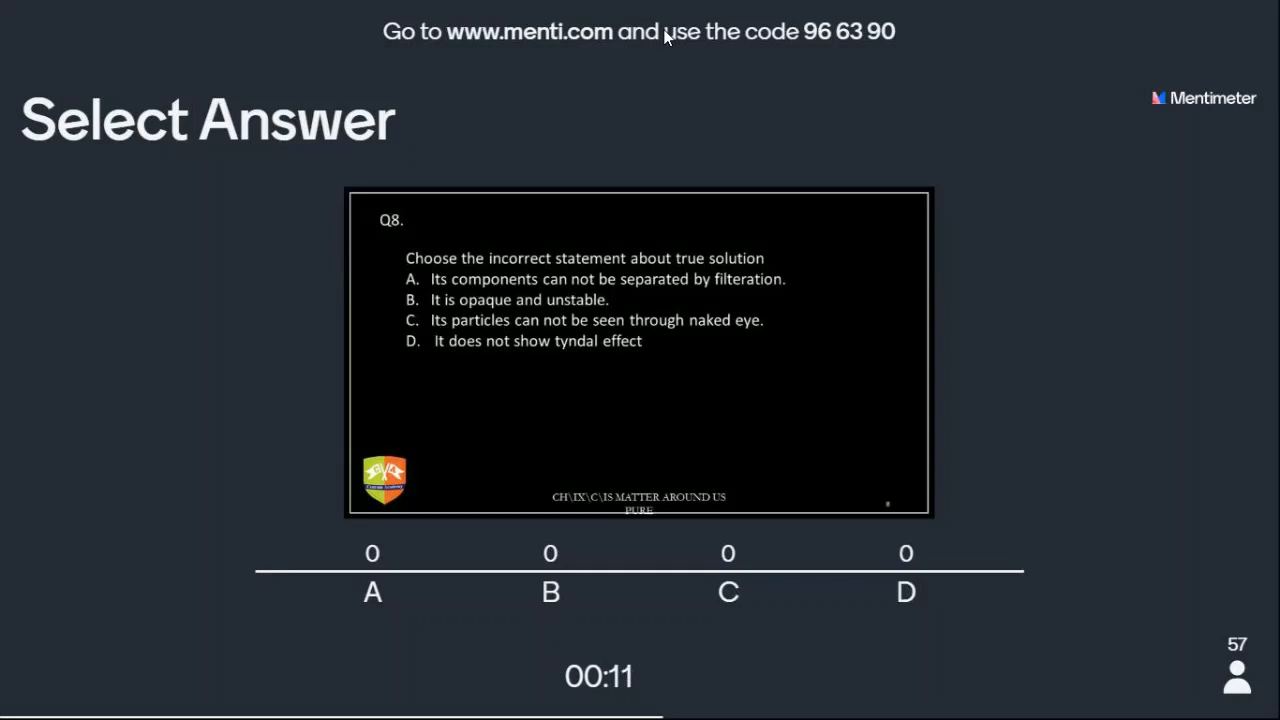 Go to www.menti.com and use the code 96 63 90
Mentimeter
Select Answer
Q8.
Choose the incorrect statement about true solution
A. Its components can not be separated by filteration.
B. It is opaque and unstable.
C. Its particles can not be seen through naked eye.
D. It does not show tyndal effect
CH\IX\C\IS MATTER AROUND US
PURE
0 0 0 0
A B C D
57
00:11